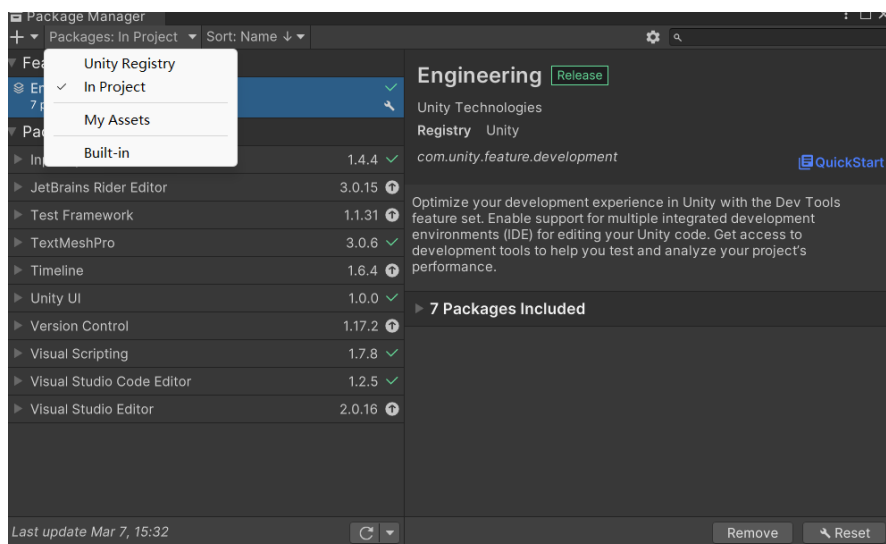 Package Manager
Packages: In Project
Sort: Name ↓
Unity Registry
In Project
My Assets
Built-in
Fea
En
7 p
Pac
Inp
1.4.4
JetBrains Rider Editor
3.0.15
Test Framework
1.1.31
TextMeshPro
3.0.6
Timeline
1.6.4
Unity UI
1.0.0
Version Control
1.17.2
Visual Scripting
1.7.8
Visual Studio Code Editor
1.2.5
Visual Studio Editor
2.0.16
Last update Mar 7, 15:32
Engineering Release
Unity Technologies
Registry Unity
com.unity.feature.development
QuickStart
Optimize your development experience in Unity with the Dev Tools
feature set. Enable support for multiple integrated development
environments (IDE) for editing your Unity code. Get access to
development tools to help you test and analyze your project's
performance.
7 Packages Included
Remove
Reset